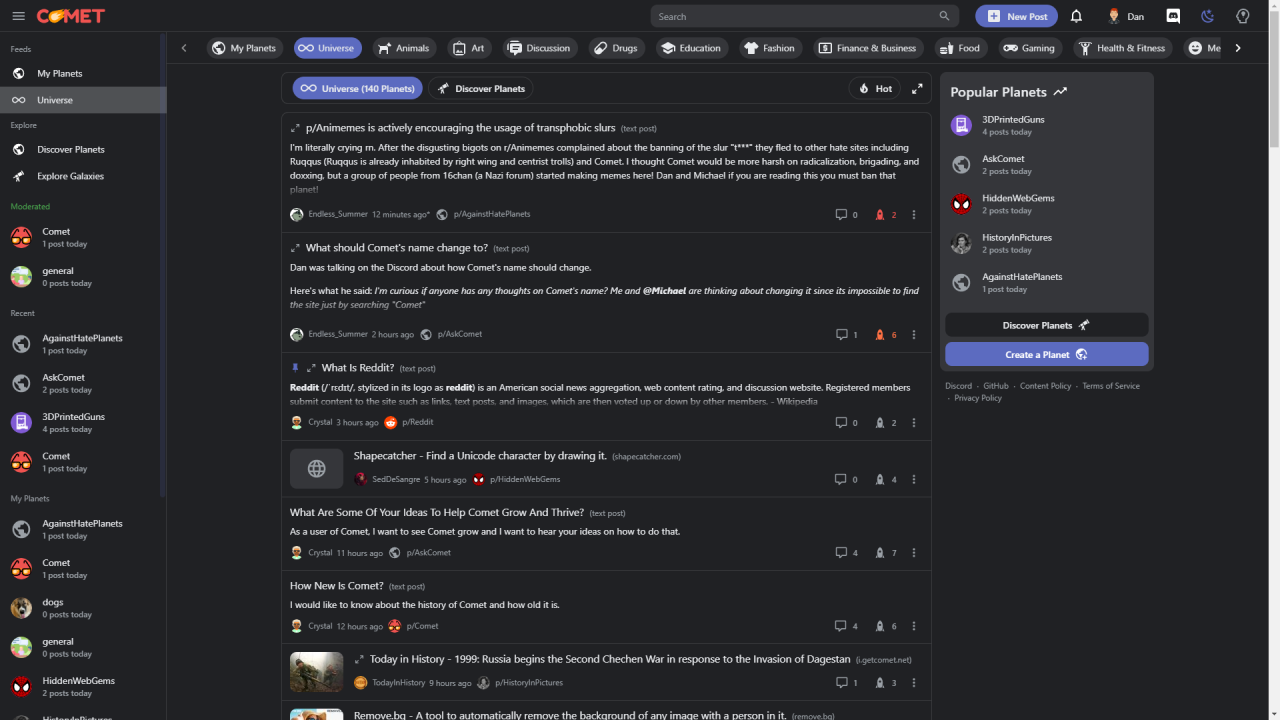 COMET
Search
New Post
Dan
Feeds
My Planets
Universe
Explore
Discover Planets
Explore Galaxies
Moderated
Comet
1 post today
general
0 posts today
Recent
AgainstHatePlanets
1 post today
AskComet
2 posts today
3DPrintedGuns
4 posts today
Comet
1 post today
My Planets
AgainstHatePlanets
1 post today
Comet
1 post today
dogs
0 posts today
general
0 posts today
HiddenWebGems
2 posts today
HistoryInPictures
My Planets
Universe
Animals
Art
Discussion
Drugs
Education
Fashion
Finance & Business
Food
Gaming
Health & Fitness
Me
Universe (140 Planets)
Discover Planets
Hot
p/Animemes is actively encouraging the usage of transphobic slurs (text post)
I'm literally crying rn. After the disgusting bigots on r/Animemes complained about the banning of the slur "t***" they fled to other hate sites including
Ruqqus (Ruqqus is already inhabited by right wing and centrist trolls) and Comet. I thought Comet would be more harsh on radicalization, brigading, and
doxxing, but a group of people from 16chan (a Nazi forum) started making memes here! Dan and Michael if you are reading this you must ban that
planet!
Endless_Summer 12 minutes ago* p/AgainstHatePlanets
0 2
What should Comet's name change to? (text post)
Dan was talking on the Discord about how Comet's name should change.
Here's what he said: I'm curious if anyone has any thoughts on Comet's name? Me and @Michael are thinking about changing it since its impossible to find
the site just by searching "Comet"
Endless_Summer 2 hours ago p/AskComet
1 6
What Is Reddit? (text post)
Reddit (/ˈrɛdɪt/, stylized in its logo as reddit) is an American social news aggregation, web content rating, and discussion website. Registered members
submit content to the site such as links, text posts, and images, which are then voted up or down by other members. - Wikipedia
Crystal 3 hours ago p/Reddit
0 2
Shapecatcher - Find a Unicode character by drawing it. (shapecatcher.com)
SedDeSangre 5 hours ago p/HiddenWebGems
0 4
What Are Some Of Your Ideas To Help Comet Grow And Thrive? (text post)
As a user of Comet, I want to see Comet grow and I want to hear your ideas on how to do that.
Crystal 11 hours ago p/AskComet
4 7
How New Is Comet? (text post)
I would like to know about the history of Comet and how old it is.
Crystal 12 hours ago p/Comet
4 6
Today in History - 1999: Russia begins the Second Chechen War in response to the Invasion of Dagestan (i.getcomet.net)
TodayInHistory 9 hours ago p/HistoryInPictures
1 3
Remove.bg - A tool to automatically remove the background of any image with a person in it. (remove.bg)
Popular Planets
3DPrintedGuns
4 posts today
AskComet
2 posts today
HiddenWebGems
2 posts today
HistoryInPictures
2 posts today
AgainstHatePlanets
1 post today
Discover Planets
Create a Planet
Discord · GitHub · Content Policy · Terms of Service
· Privacy Policy